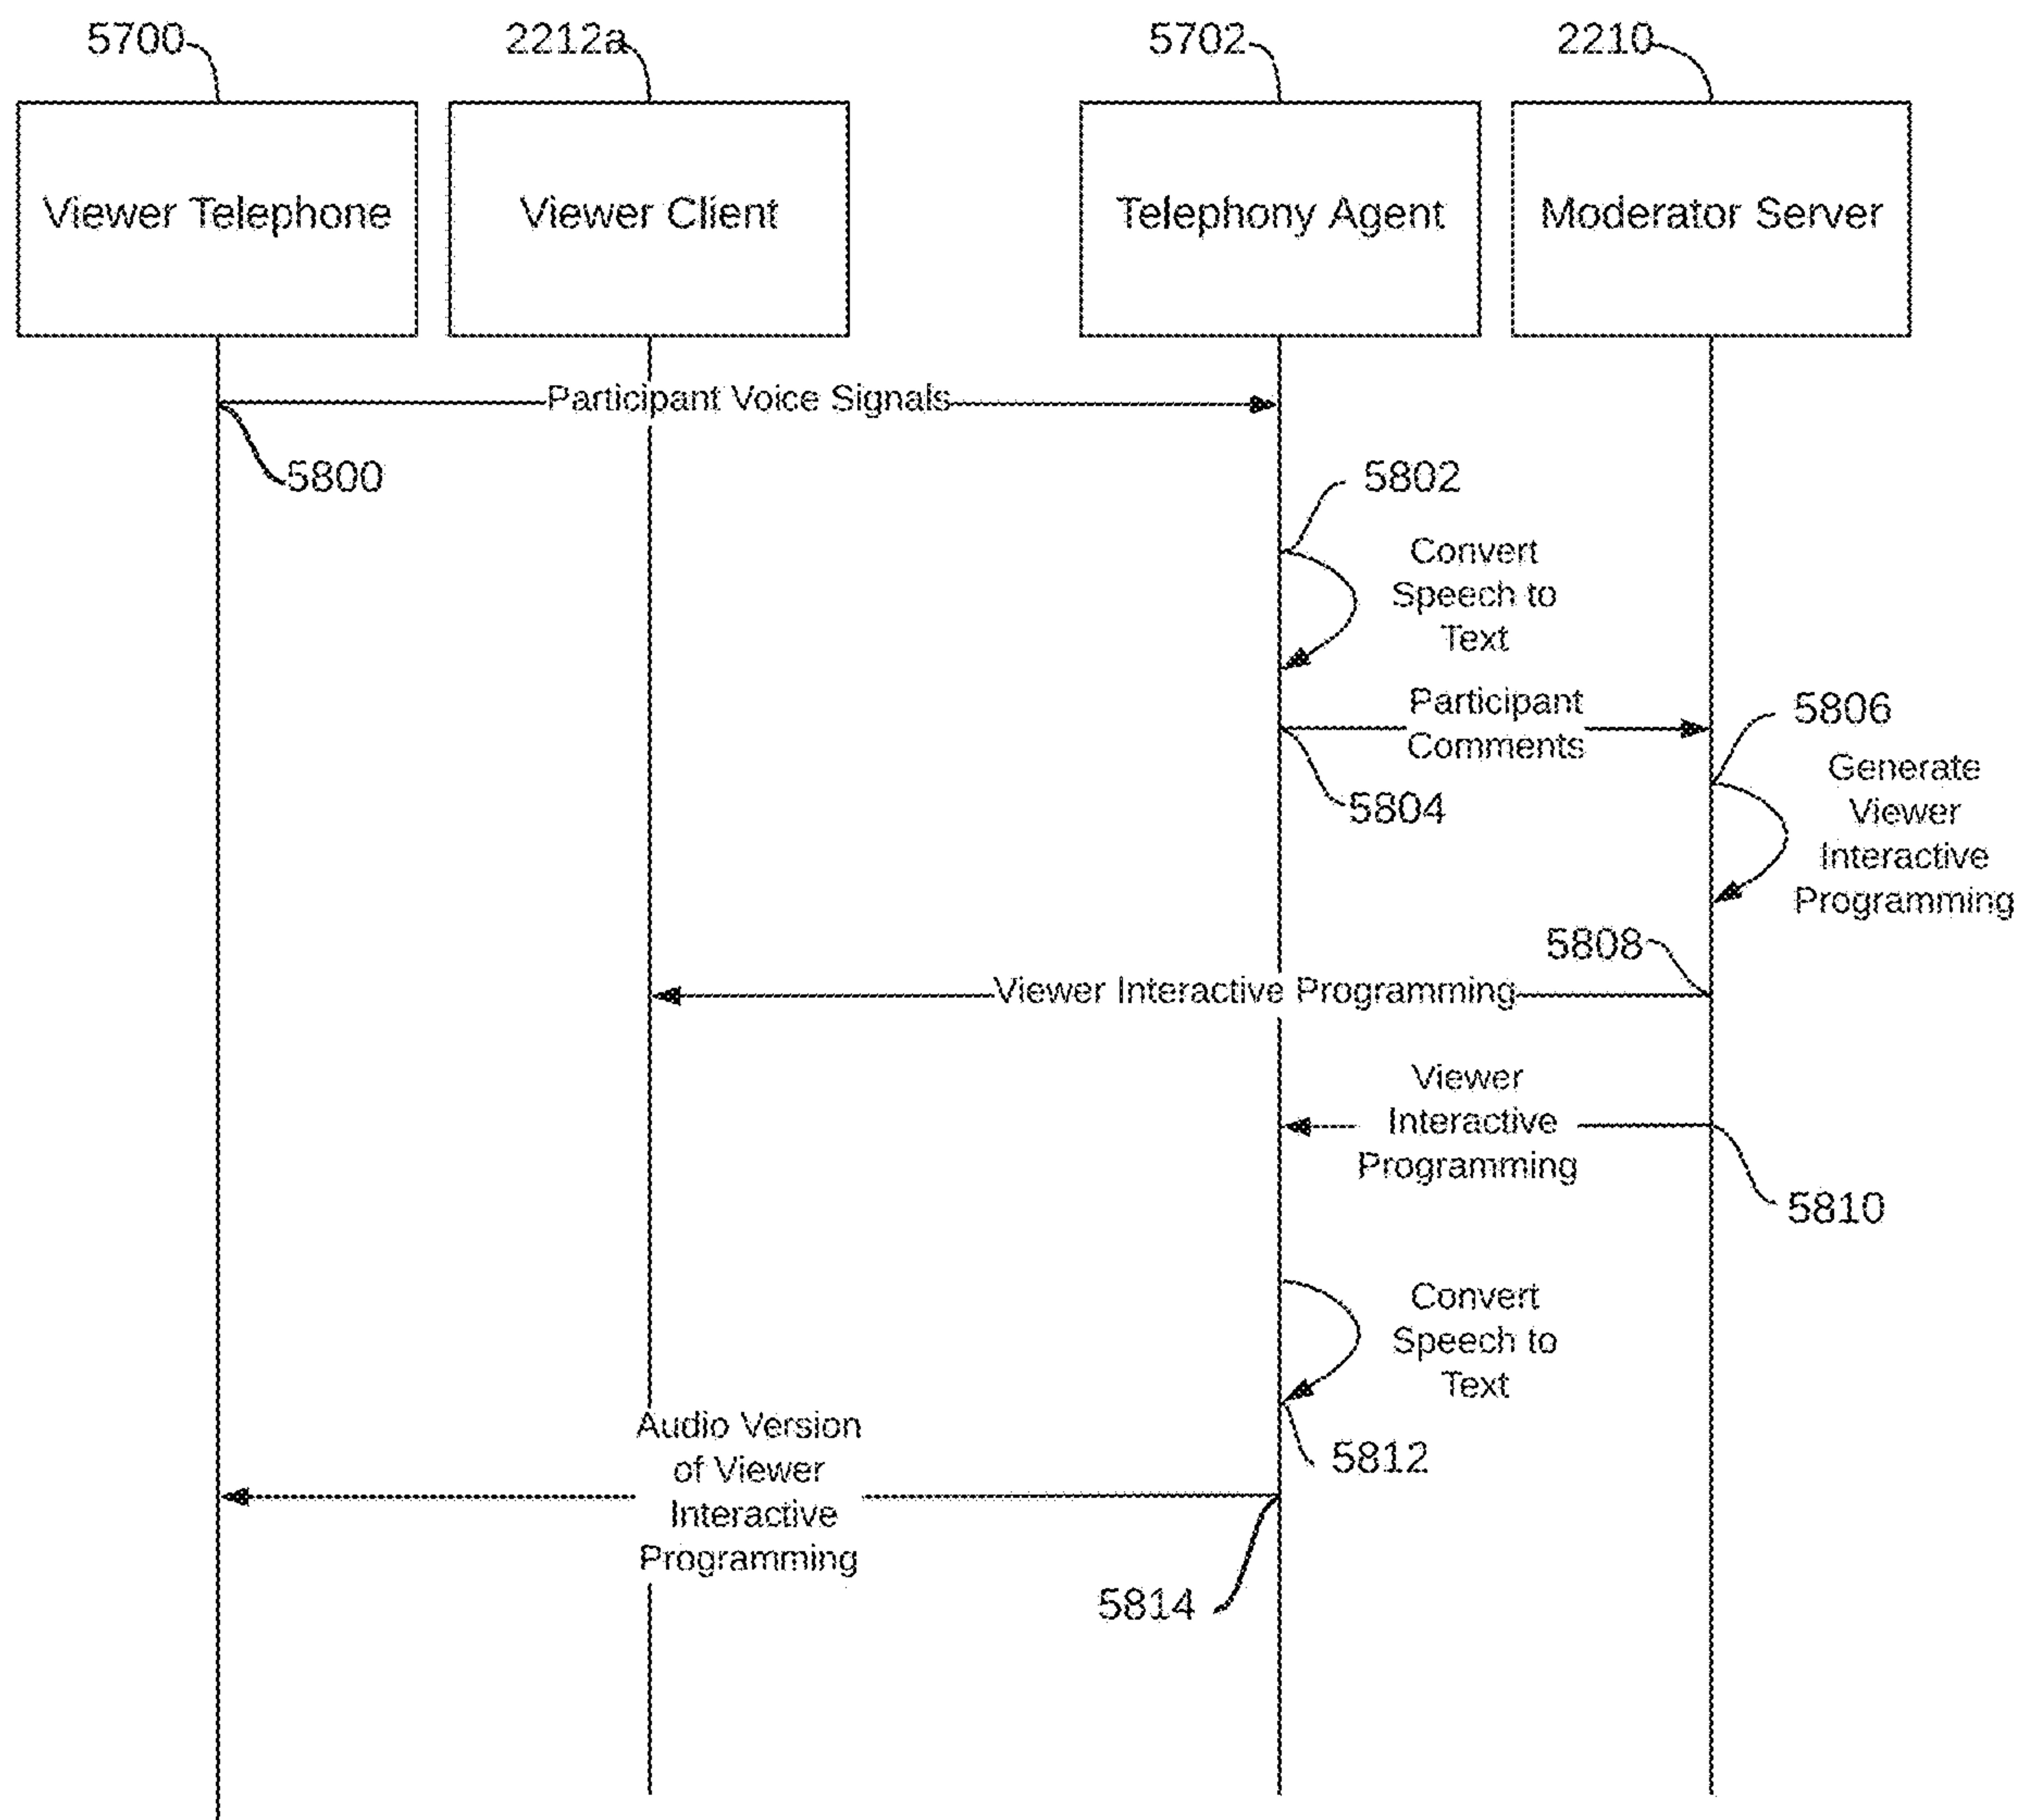 5700
2212a
5702
2210
Viewer Telephone
Viewer Client
Telephony Agent
Moderator Server
Participant Voice Signals
5800
5802
Convert
Speech to
Text
Participant
Comments
5804
5806
Generate
Viewer
Interactive
Programming
5808
Viewer Interactive Programming
Viewer
Interactive
Programming
5810
Convert
Speech to
Text
5812
Audio Version
of Viewer
Interactive
Programming
5814